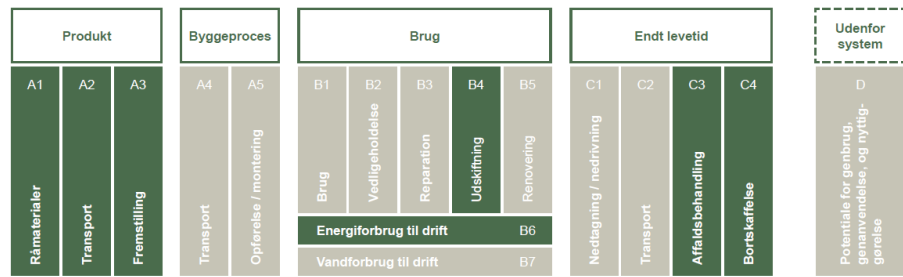 Produkt
Byggeproces
Brug
Endt levetid
Udenfor
system
A1
A2
A3
A4
A5
B1
B2
B3
B4
B5
C1
C2
C3
C4
D
Råmaterialer
Transport
Fremstilling
Transport
Opførelse / montering
Brug
Vedligeholdelse
Reparation
Udskiftning
Renovering
Nedtagning / nedrivning
Transport
Affaldsbehandling
Bortskaffelse
Potentiale for genbrug,
genanvendelse, og nyttig-
gørelse
Energiforbrug til drift B6
Vandforbrug til drift B7